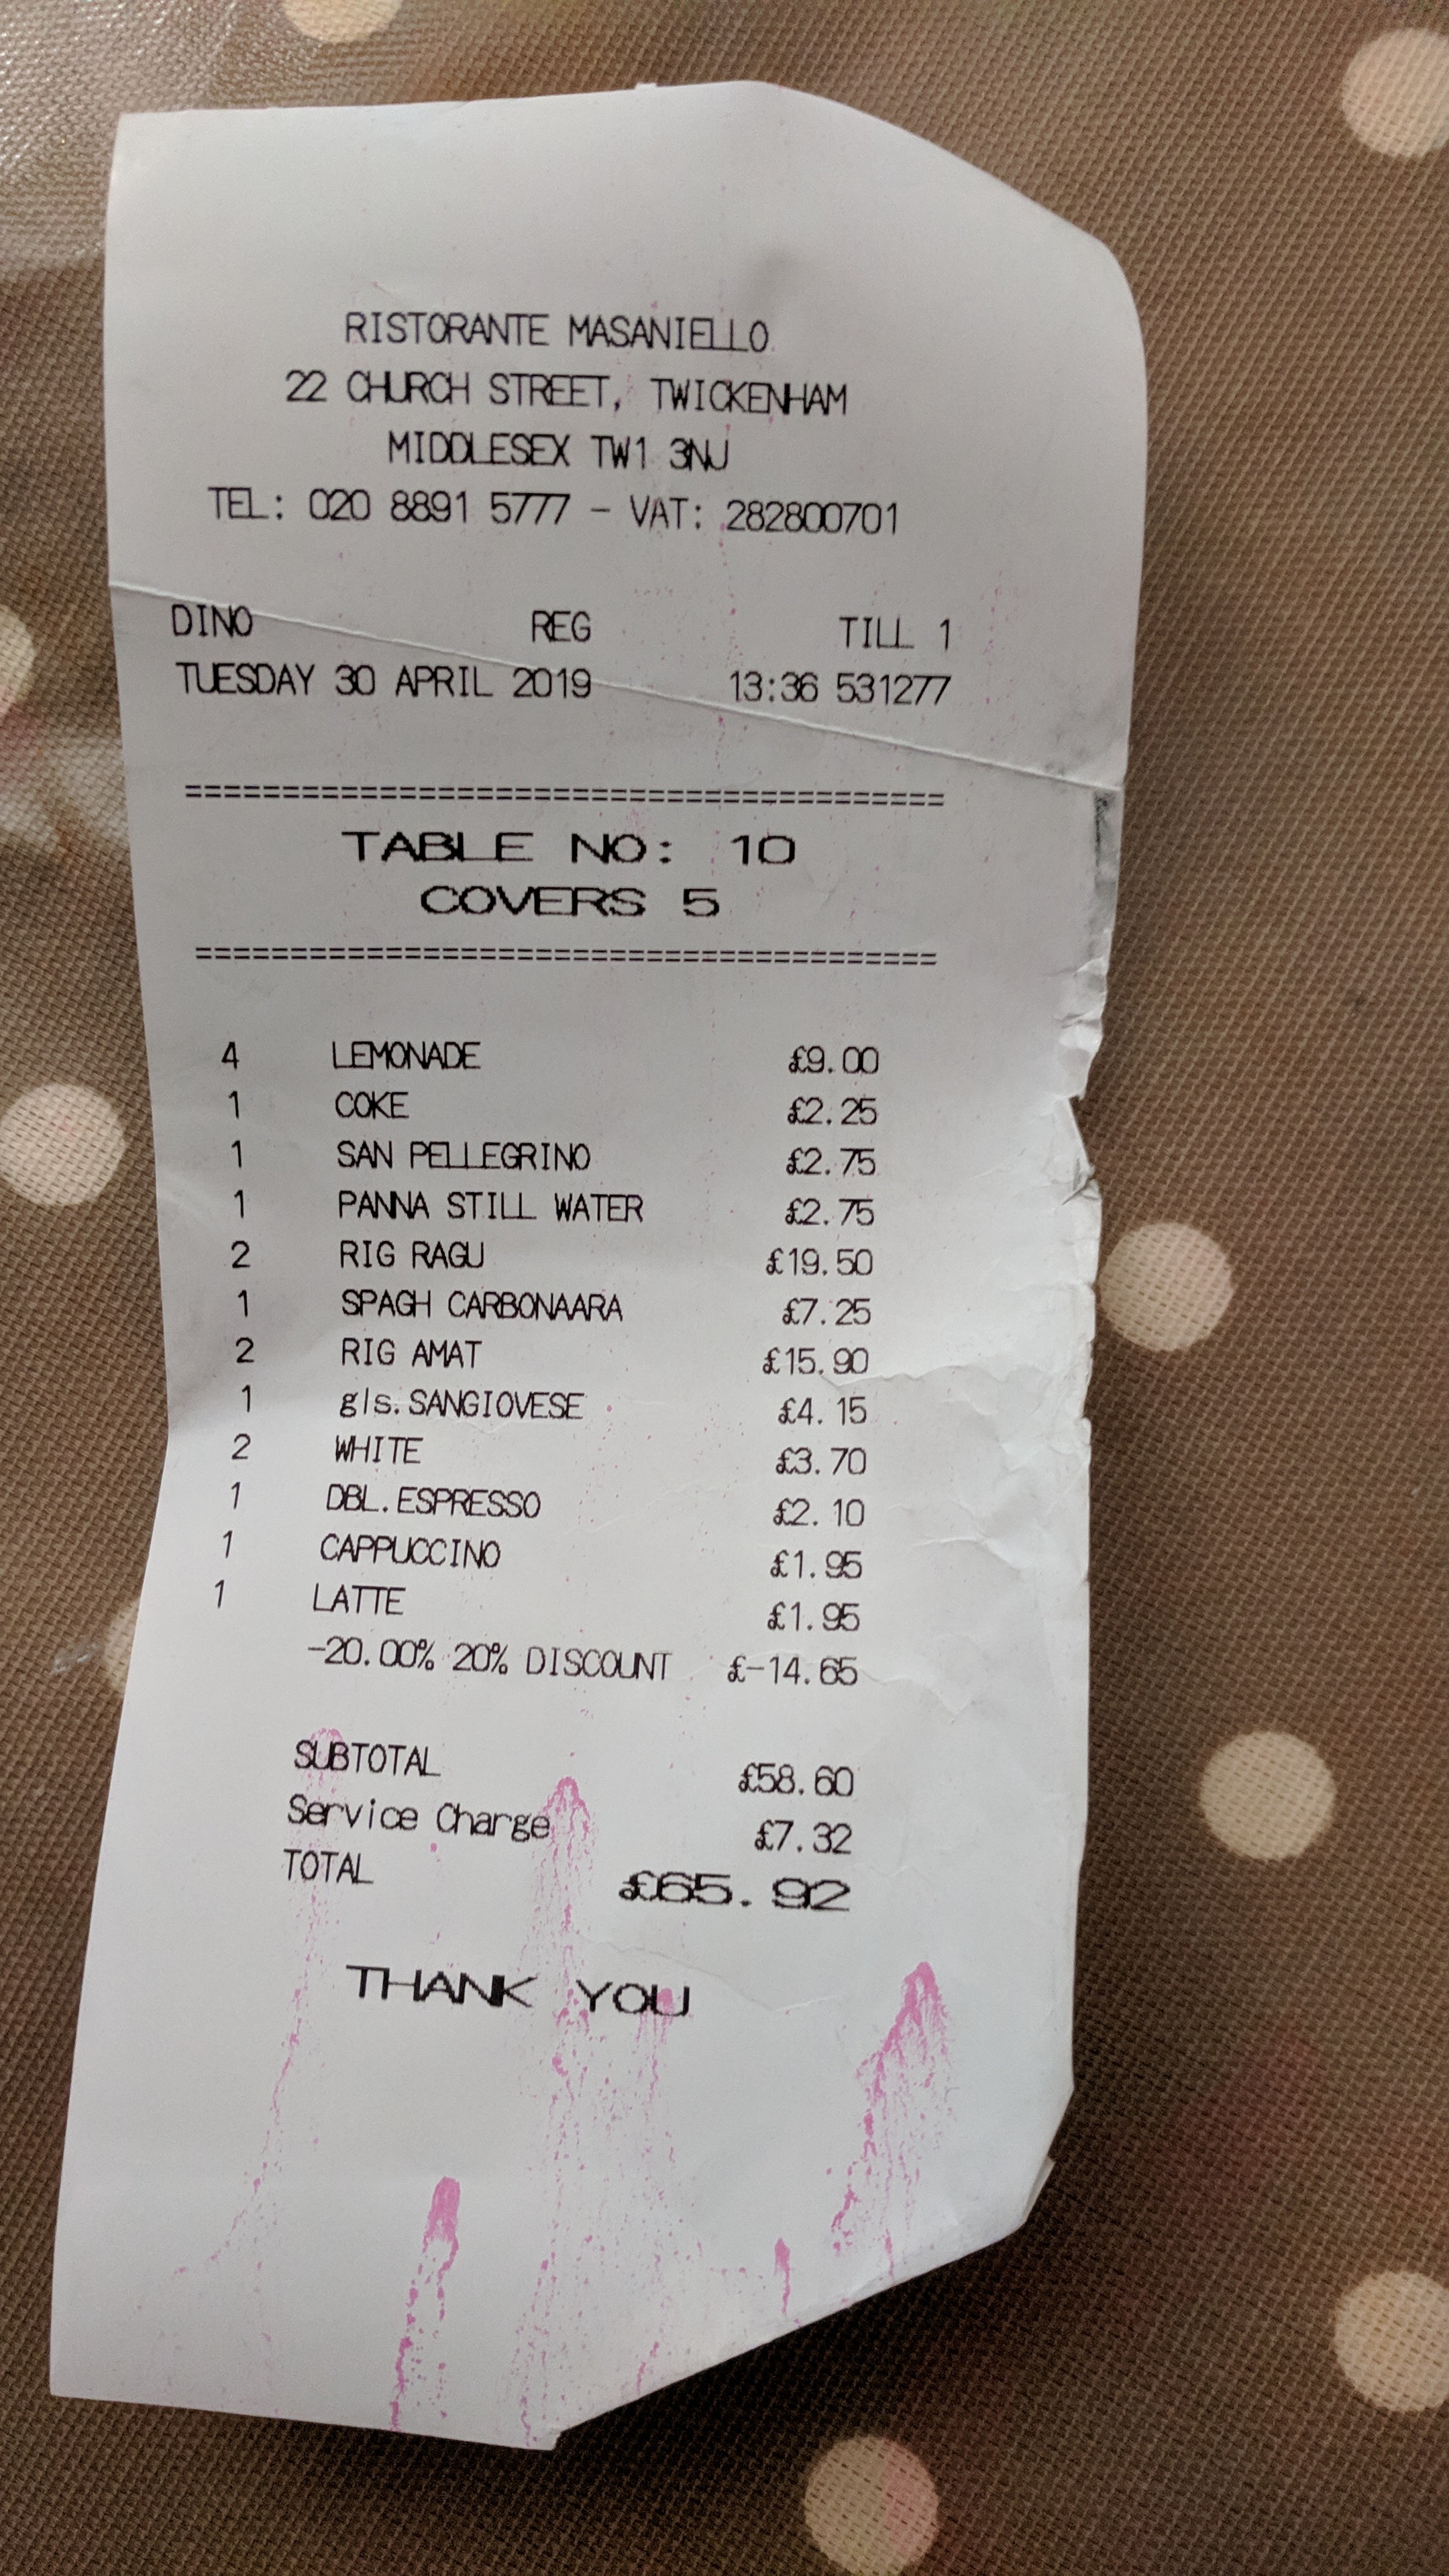 RISTORANTE MASANIELLO
22 CHURCH STREET, TWICKENHAM
MIDDLESEX TW1 3NJ
TEL: 020 8891 5777 - VAT: 282800701
DINO REG TILL 1
TUESDAY 30 APRIL 2019 13:36 531277
=======================================
TABLE NO: 10
COVERS 5
=======================================
4 LEMONADE £9.00
1 COKE £2.25
1 SAN PELLEGRINO £2.75
1 PANNA STILL WATER £2.75
2 RIG RAGU £19.50
1 SPAGH CARBONAARA £7.25
2 RIG AMAT £15.90
1 gls.SANGIOVESE £4.15
2 WHITE £3.70
1 DBL.ESPRESSO £2.10
1 CAPPUCCINO £1.95
1 LATTE £1.95
-20.00% 20% DISCOUNT £-14.65
SUBTOTAL £58.60
Service Charge £7.32
TOTAL £65.92
THANK YOU